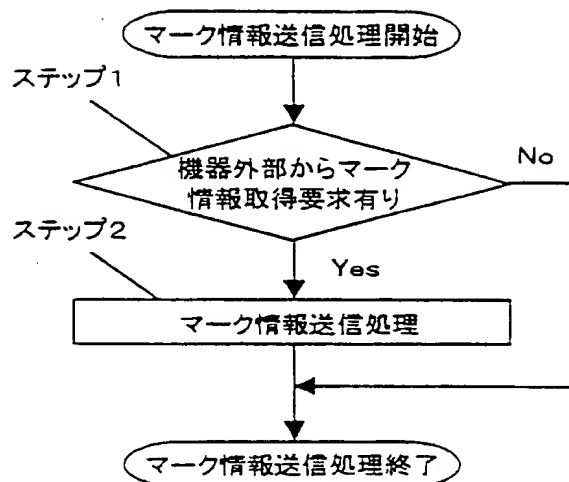 マーク情報送信処理開始
ステップ1
機器外部からマーク
情報取得要求有り
No
ステップ2
Yes
マーク情報送信処理
マーク情報送信処理終了